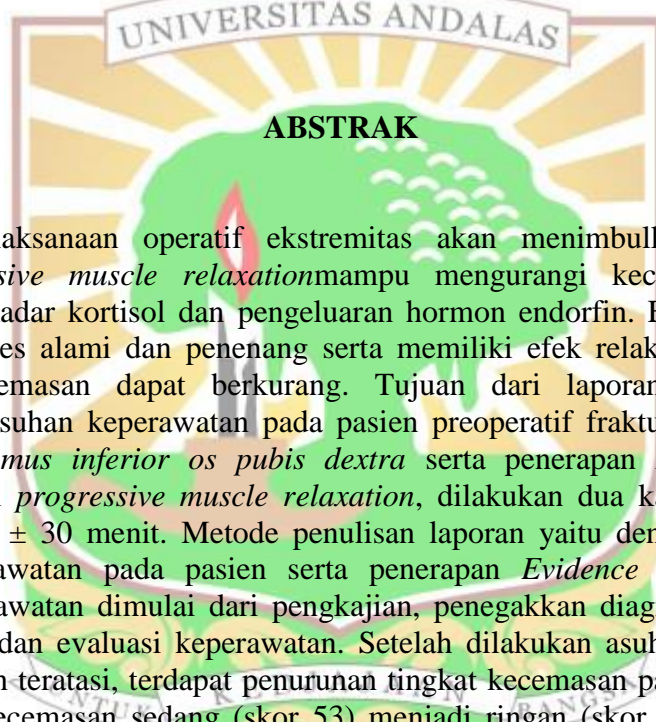 UNIVERSITAS ANDALAS
ABSTRAK
laksanaan operatif ekstremitas akan menimbull
sive muscle relaxationmampu mengurangi kec
adar kortisol dan pengeluaran hormon endorfin. E
es alami dan penenang serta memiliki efek relak
emasan dapat berkurang. Tujuan dari laporan
suhan keperawatan pada pasien preoperatif fraktu
mus inferior os pubis dextra serta penerapan
progressive muscle relaxation, dilakukan dua ka
± 30 menit. Metode penulisan laporan yaitu den
awatan pada pasien serta penerapan Evidence
awatan dimulai dari pengkajian, penegakkan diag
dan evaluasi keperawatan. Setelah dilakukan asuh
n teratasi, terdapat penurunan tingkat kecemasan pa
ecemasan sedang (skor 53) menjadi ringan (skor